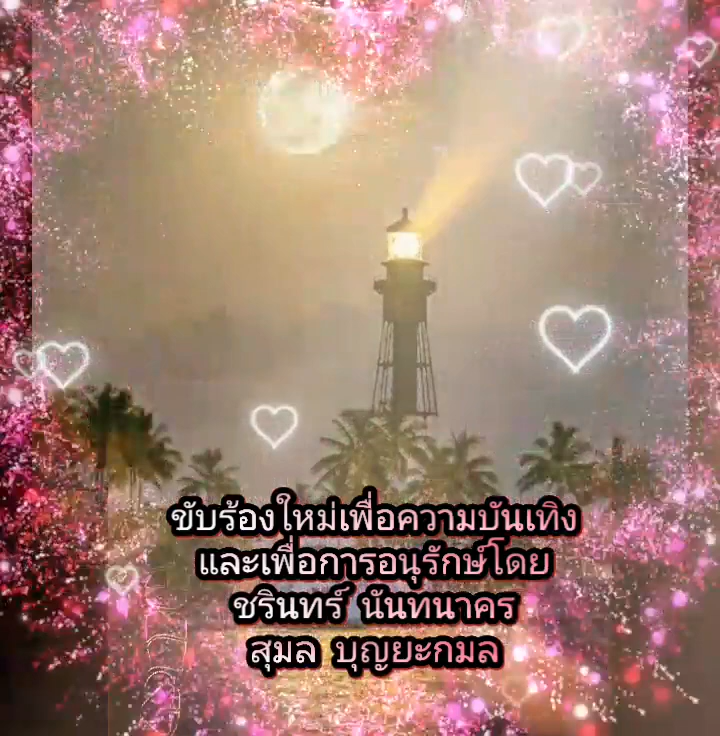 ขับร้องใหม่เพื่อความบันเทิง
และเพื่อการอนุรักษ์โดย
ชรินทร์ นันทนาคร
สุมล บุญยะกมล